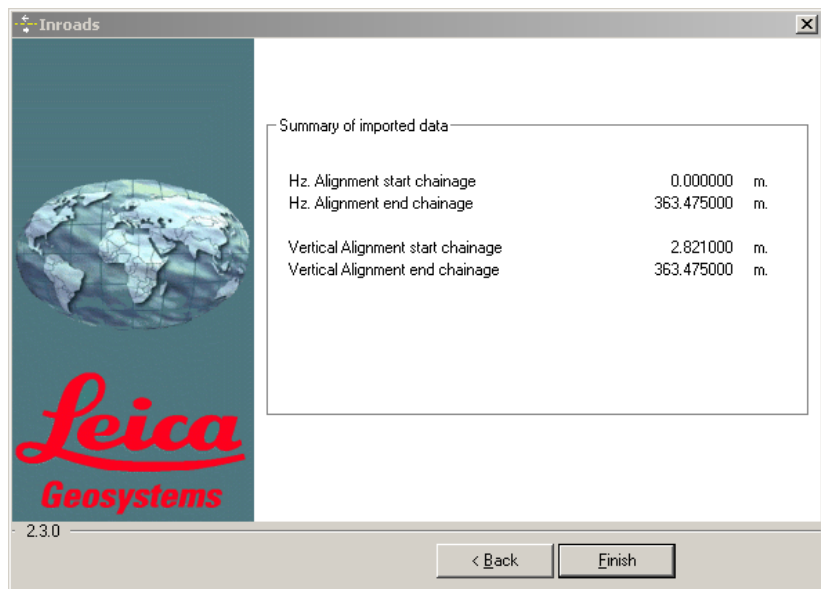 Inroads
Summary of imported data
Hz. Alignment start chainage 0.000000 m.
Hz. Alignment end chainage 363.475000 m.
Vertical Alignment start chainage 2.821000 m.
Vertical Alignment end chainage 363.475000 m.
Leica
Geosystems
2.3.0
< Back Finish